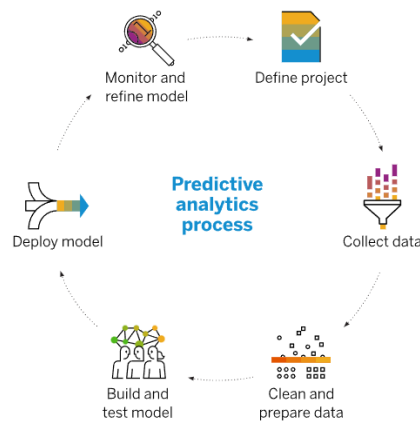 Monitor and
refine model
Define project
Predictive
analytics
process
Deploy model
Collect data
Build and
test model
Clean and
prepare data